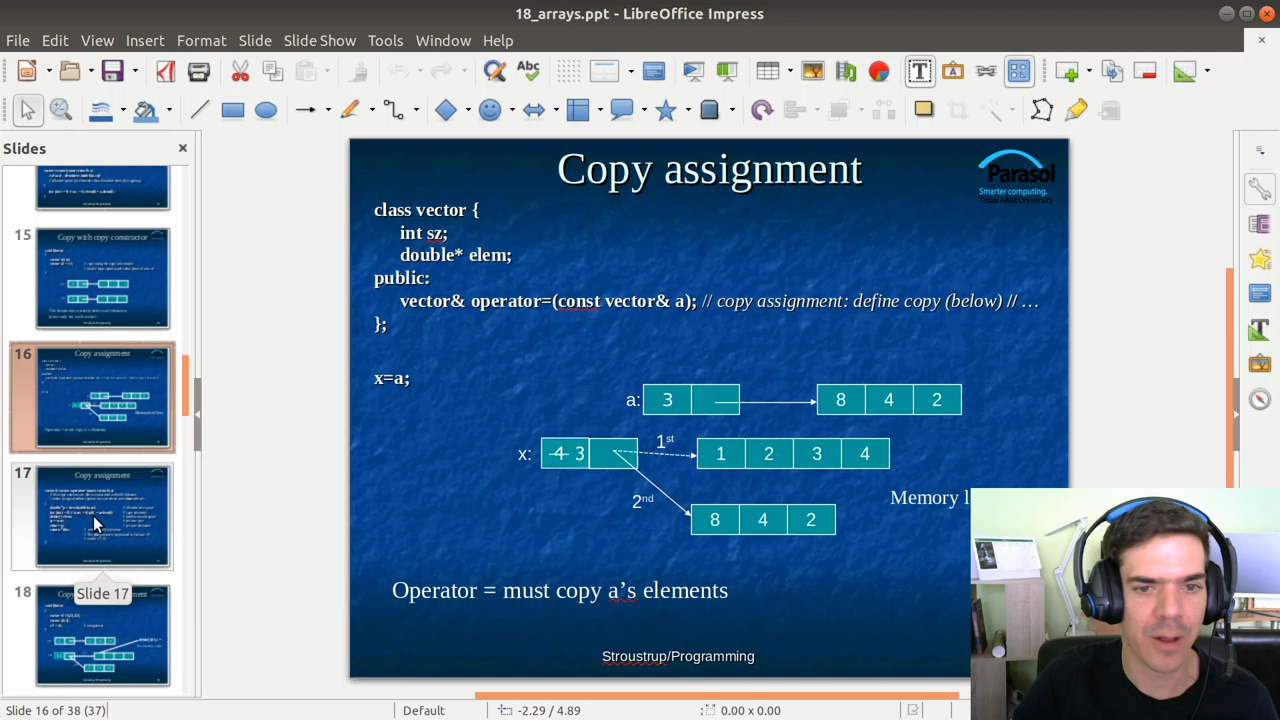 18_arrays.ppt - LibreOffice Impress
File Edit View Insert Format Slide Slide Show Tools Window Help
Abc
Slides
15
Copy with copy constructor
16
Copy assignment
17
Copy assignment
Slide 17
18
Copy assignment
Parasol
Smarter computing.
Texas A&M University
class vector {
int sz;
double* elem;
public:
vector& operator=(const vector& a); // copy assignment: define copy (below) // …
};
x=a;
a: 3 8 4 2
x: 4 3 1st 1 2 3 4
2nd 8 4 2
Memory l
Operator = must copy a’s elements
Stroustrup/Programming
Slide 16 of 38 (37) Default -2.29 / 4.89 0.00 x 0.00